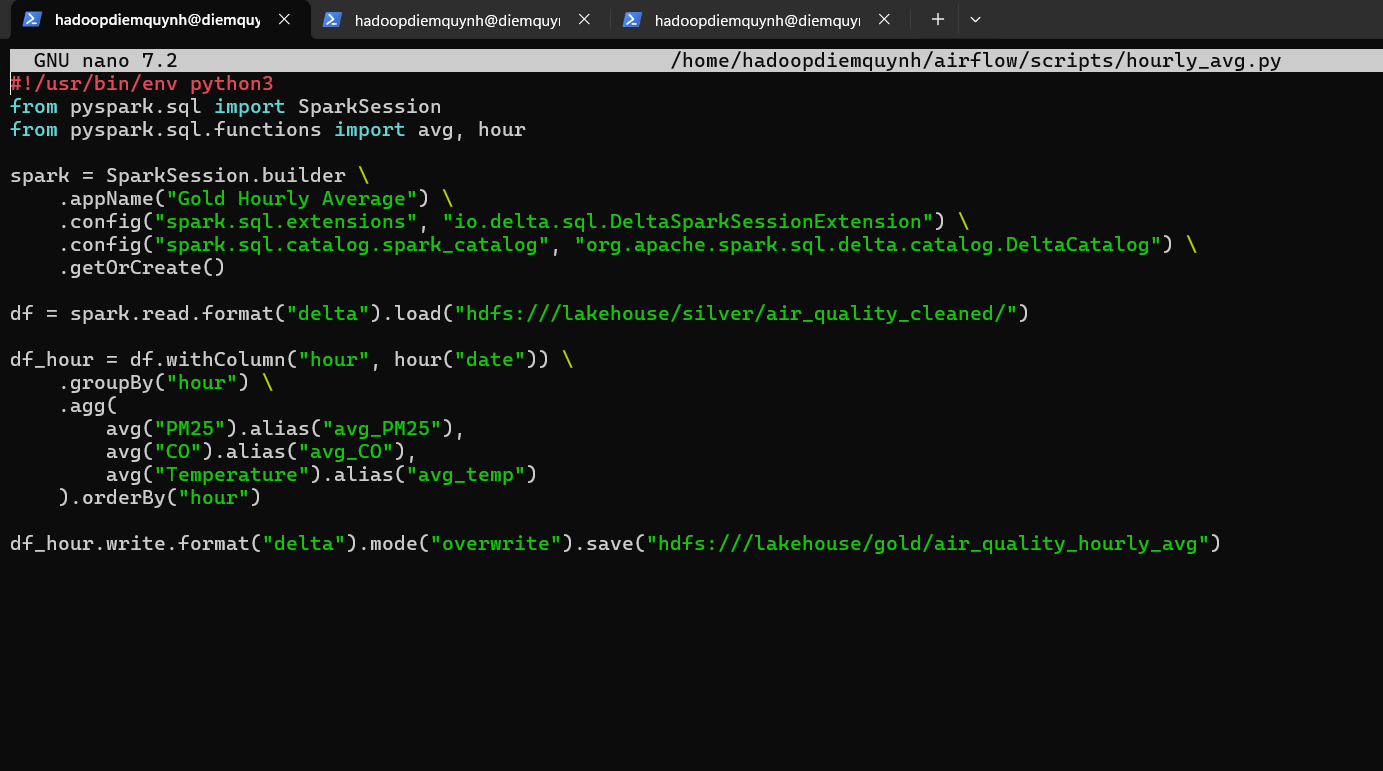 hadoopdiemquynh@diemquy
hadoopdiemquynh@diemquy
hadoopdiemquynh@diemquy
GNU nano 7.2 /home/hadoopdiemquynh/airflow/scripts/hourly_avg.py
#!/usr/bin/env python3
from pyspark.sql import SparkSession
from pyspark.sql.functions import avg, hour
spark = SparkSession.builder \
    .appName("Gold Hourly Average") \
    .config("spark.sql.extensions", "io.delta.sql.DeltaSparkSessionExtension") \
    .config("spark.sql.catalog.spark_catalog", "org.apache.spark.sql.delta.catalog.DeltaCatalog") \
    .getOrCreate()
df = spark.read.format("delta").load("hdfs:///lakehouse/silver/air_quality_cleaned/")
df_hour = df.withColumn("hour", hour("date")) \
    .groupBy("hour") \
    .agg(
        avg("PM25").alias("avg_PM25"),
        avg("CO").alias("avg_CO"),
        avg("Temperature").alias("avg_temp")
    ).orderBy("hour")
df_hour.write.format("delta").mode("overwrite").save("hdfs:///lakehouse/gold/air_quality_hourly_avg")